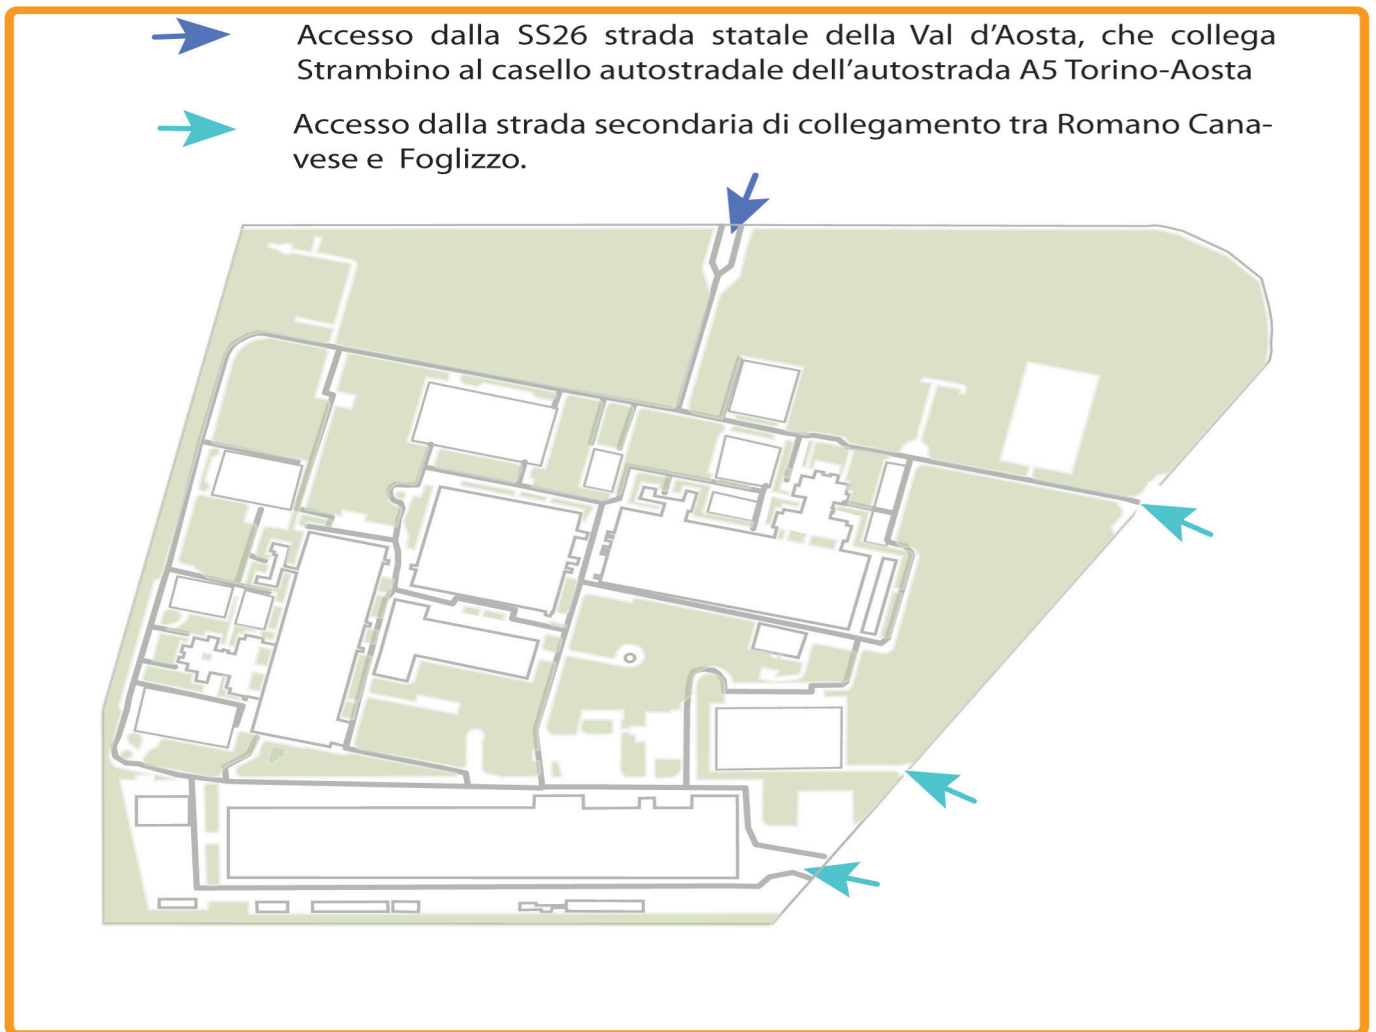 Accesso dalla SS26 strada statale della Val d’Aosta, che collega
Strambino al casello autostradale dell’autostrada A5 Torino-Aosta
Accesso dalla strada secondaria di collegamento tra Romano Cana-
vese e Foglizzo.